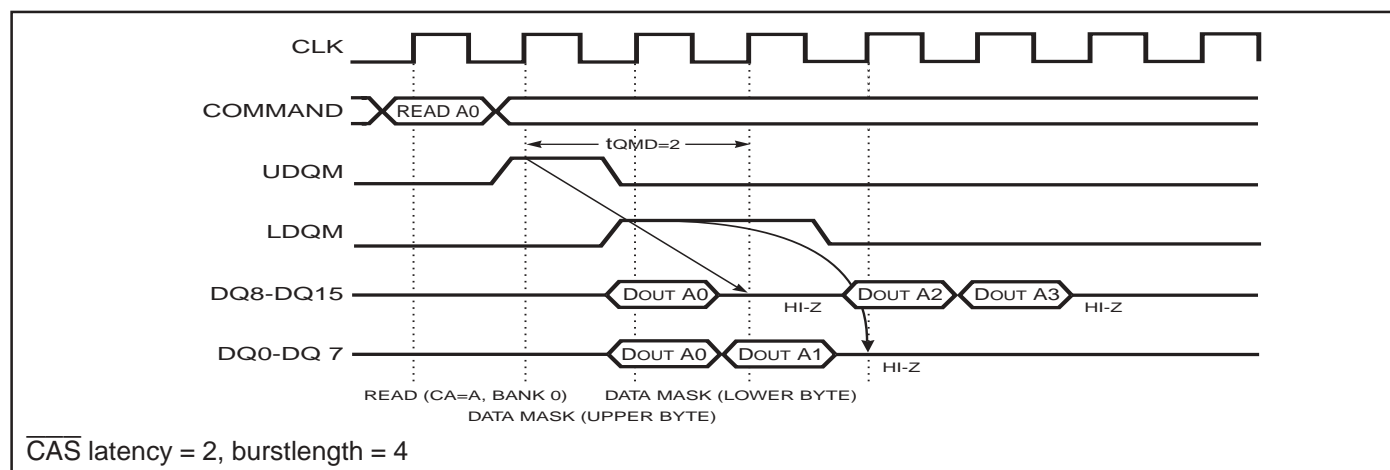 CLK
COMMAND
READ A0
tQMD=2
UDQM
LDQM
DQ8-DQ15
DOUT A0
HI-Z
DOUT A2
DOUT A3
HI-Z
DQ0-DQ 7
DOUT A0
DOUT A1
HI-Z
READ (CA=A, BANK 0)
DATA MASK (LOWER BYTE)
DATA MASK (UPPER BYTE)
CAS latency = 2, burstlength = 4